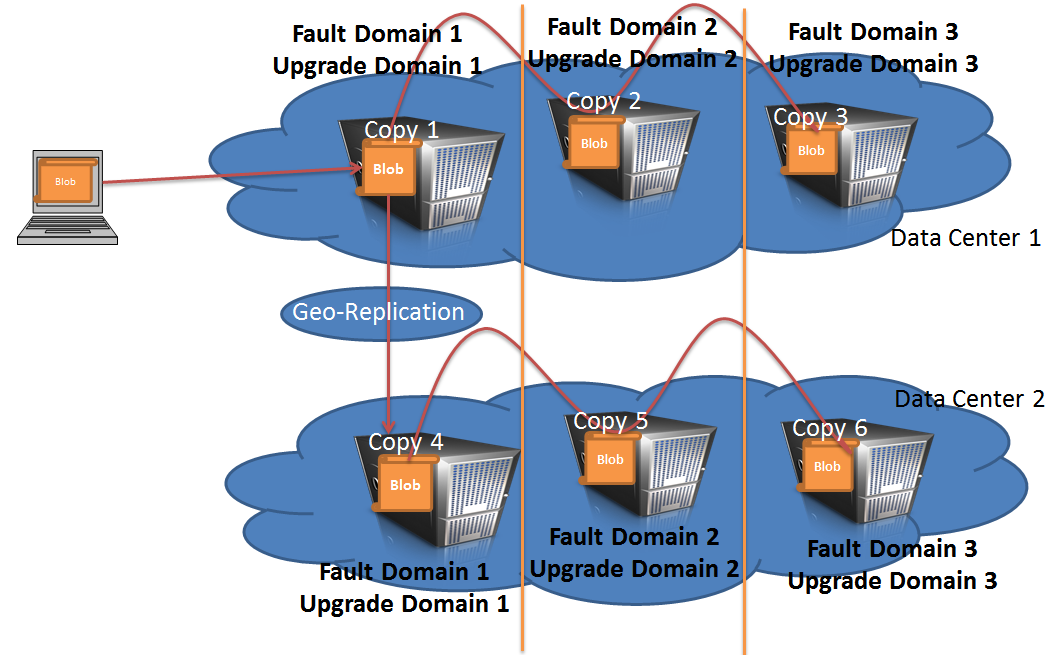 Fault Domain 1
Upgrade Domain 1
Fault Domain 2
Upgrade Domain 2
Fault Domain 3
Upgrade Domain 3
Copy 1
Blob
Copy 2
Blob
Copy 3
Blob
Blob
Data Center 1
Geo-Replication
Data Center 2
Copy 4
Blob
Copy 5
Blob
Copy 6
Blob
Fault Domain 1
Upgrade Domain 1
Fault Domain 2
Upgrade Domain 2
Fault Domain 3
Upgrade Domain 3